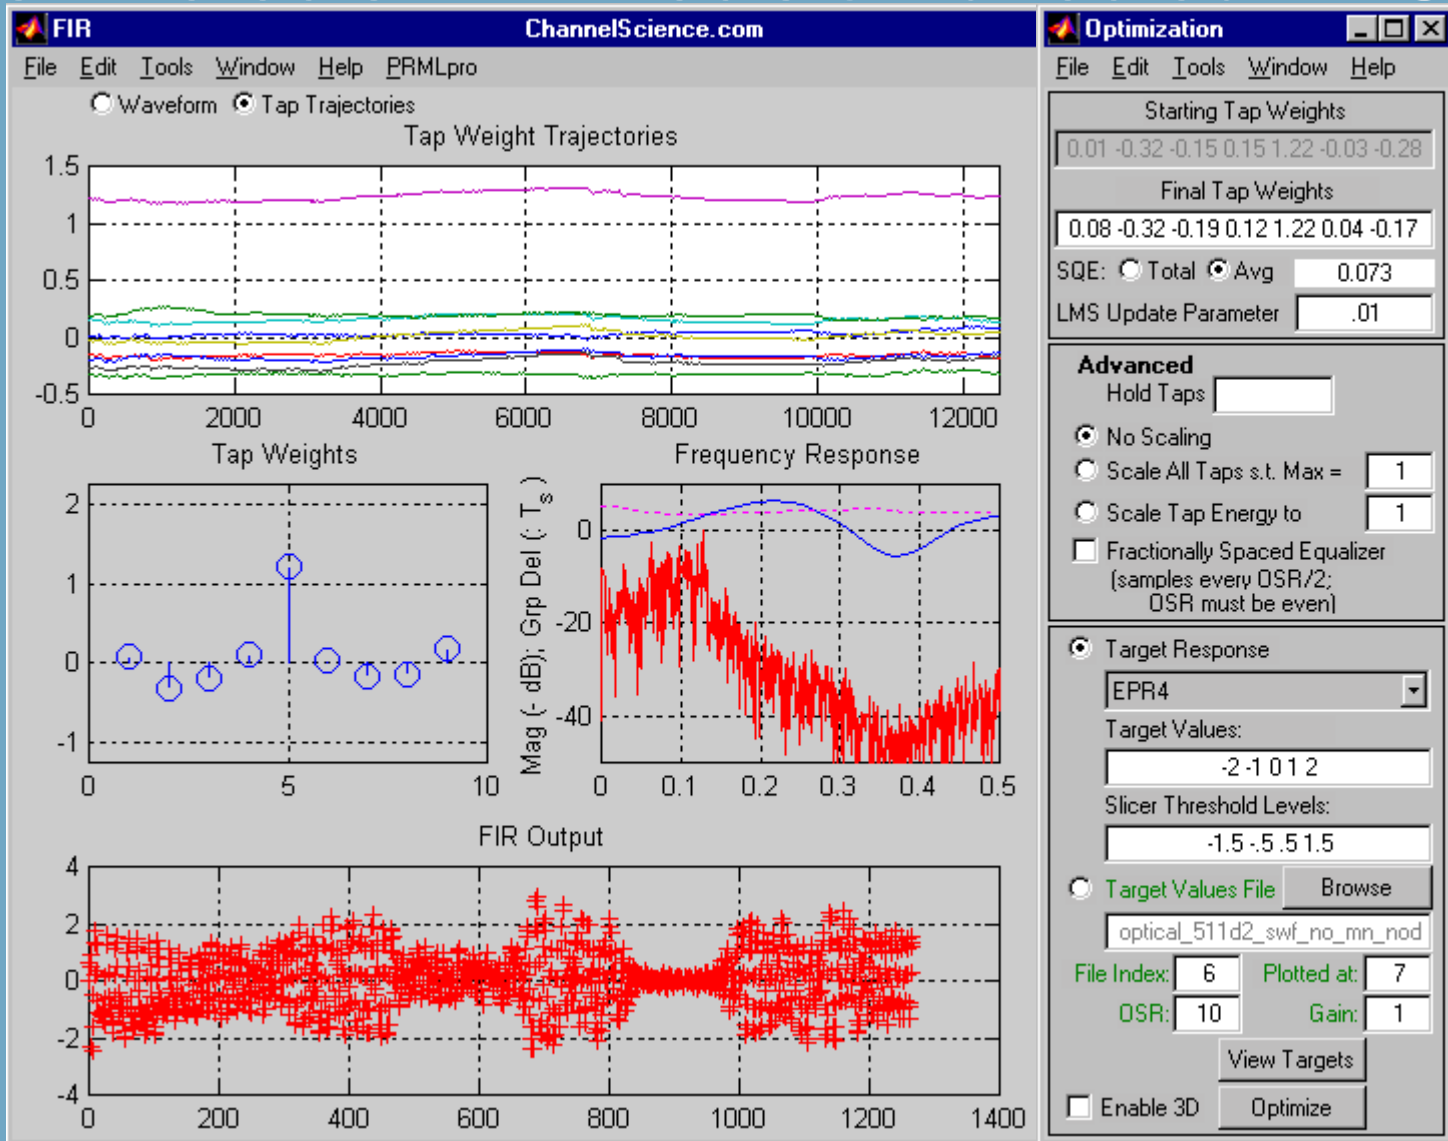 FIR
ChannelScience.com
File Edit Tools Window Help PRMLpro
Waveform Tap Trajectories
Tap Weight Trajectories
1.5
1
0.5
0
-0.5
0 2000 4000 6000 8000 10000 12000
Tap Weights
2
1
0
-1
0 5 10
Frequency Response
Mag (- dB); Grp Del (: Ts )
0
-20
-40
0 0.1 0.2 0.3 0.4 0.5
FIR Output
4
2
0
-2
-4
0 200 400 600 800 1000 1200 1400
Optimization
File Edit Tools Window Help
Starting Tap Weights
0.01 -0.32 -0.15 0.15 1.22 -0.03 -0.28
Final Tap Weights
0.08 -0.32 -0.19 0.12 1.22 0.04 -0.17
SQE: Total Avg 0.073
LMS Update Parameter .01
Advanced
Hold Taps
No Scaling
Scale All Taps s.t. Max = 1
Scale Tap Energy to 1
Fractionally Spaced Equalizer
(samples every OSR/2;
OSR must be even)
Target Response
EPR4
Target Values:
-2 -1 0 1 2
Slicer Threshold Levels:
-1.5 -.5 .5 1.5
Target Values File Browse
optical_511d2_swf_no_mn_nod
File Index: 6 Plotted at: 7
OSR: 10 Gain: 1
View Targets
Enable 3D Optimize